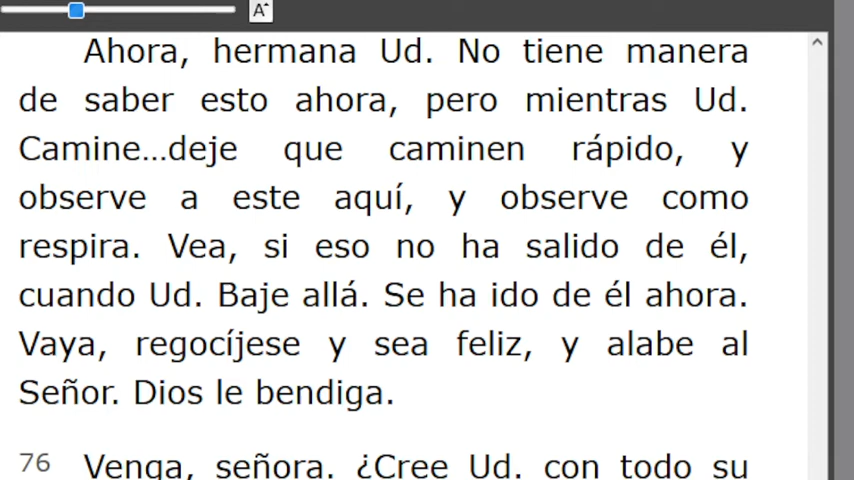 A
Ahora, hermana Ud. No tiene manera
de saber esto ahora, pero mientras Ud.
Camine...deje que caminen rápido, y
observe a este aquí, y observe como
respira. Vea, si eso no ha salido de él,
cuando Ud. Baje allá. Se ha ido de él ahora.
Vaya, regocíjese y sea feliz, y alabe al
Señor. Dios le bendiga.
76 Venga, señora. ¿Cree Ud. con todo su